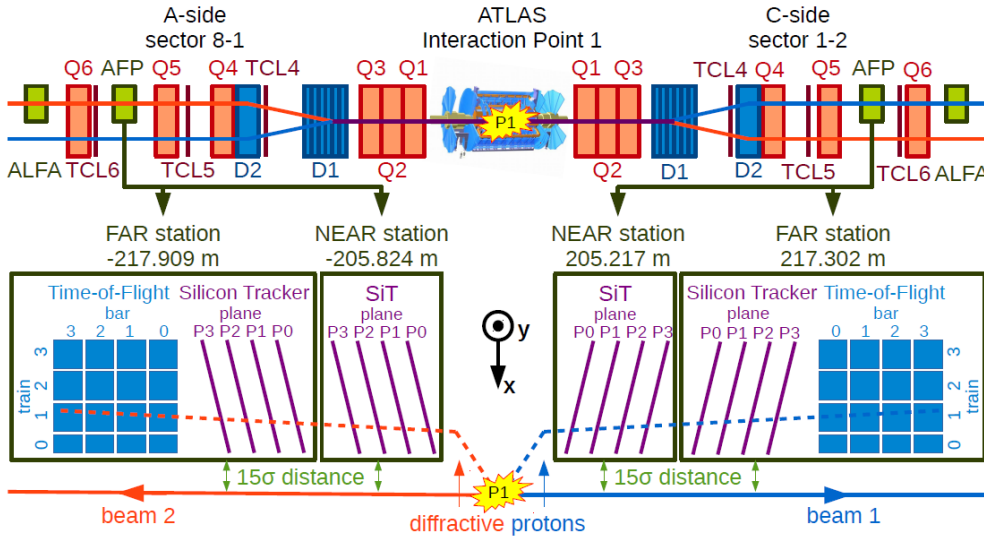 A-side
sector 8-1
ATLAS
Interaction Point 1
C-side
sector 1-2
Q6 AFP Q5 Q4 TCL4 Q3 Q1
Q1 Q3 TCL4 Q4 Q5 AFP Q6
P1
ALFA TCL6 TCL5 D2 D1 Q2
Q2 D1 D2 TCL5 TCL6 ALFA
FAR station
-217.909 m
NEAR station
-205.824 m
NEAR station
205.217 m
FAR station
217.302 m
Time-of-Flight
bar
3 2 1 0
train
3
2
1
0
Silicon Tracker
plane
P3 P2 P1 P0
SiT
plane
P3 P2 P1 P0
y
x
SiT
plane
P0 P1 P2 P3
Silicon Tracker
plane
P0 P1 P2 P3
Time-of-Flight
bar
0 1 2 3
3
2
1
0
train
15σ distance
15σ distance
P1
beam 2
diffractive protons
beam 1